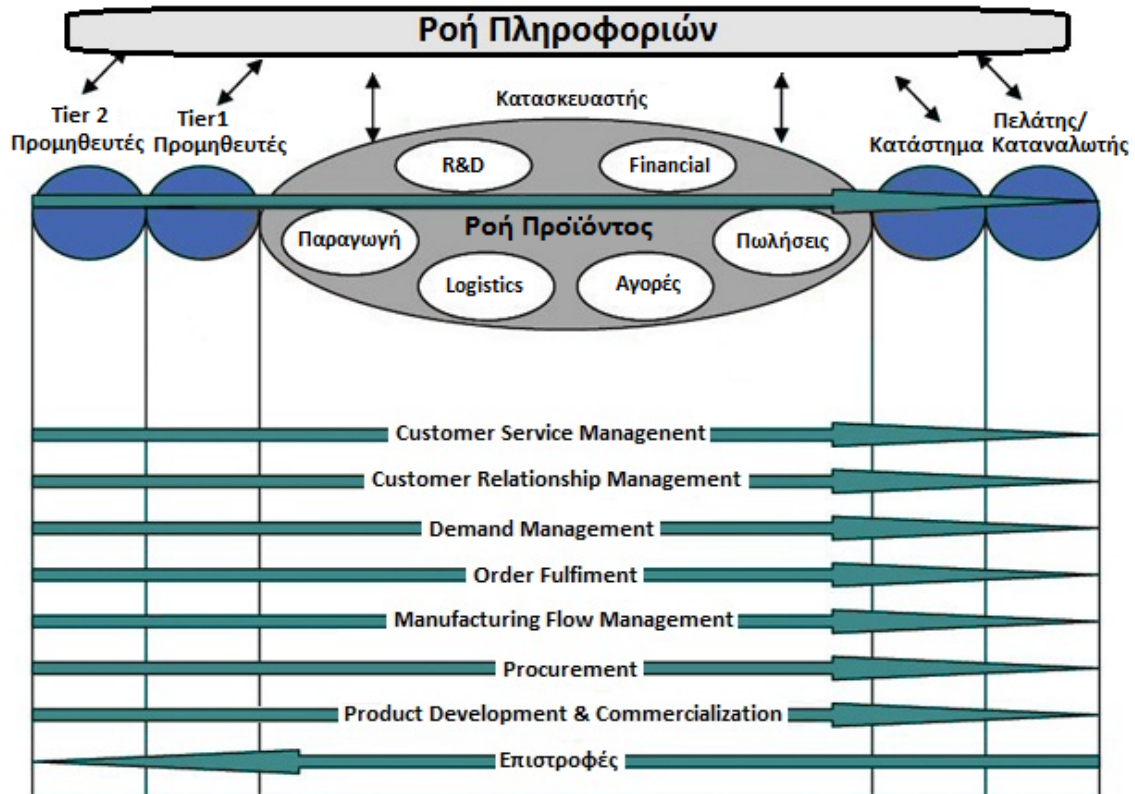 Ροή Πληροφοριών
Tier 2
Προμηθευτές
Tier1
Προμηθευτές
Κατασκευαστής
Κατάστημα
Πελάτης/
Καταναλωτής
R&D
Financial
Ροή Προϊόντος
Παραγωγή
Πωλήσεις
Logistics
Αγορές
Customer Service Managenent
Customer Relationship Management
Demand Management
Order Fulfiment
Manufacturing Flow Management
Procurement
Product Development & Commercialization
Επιστροφές